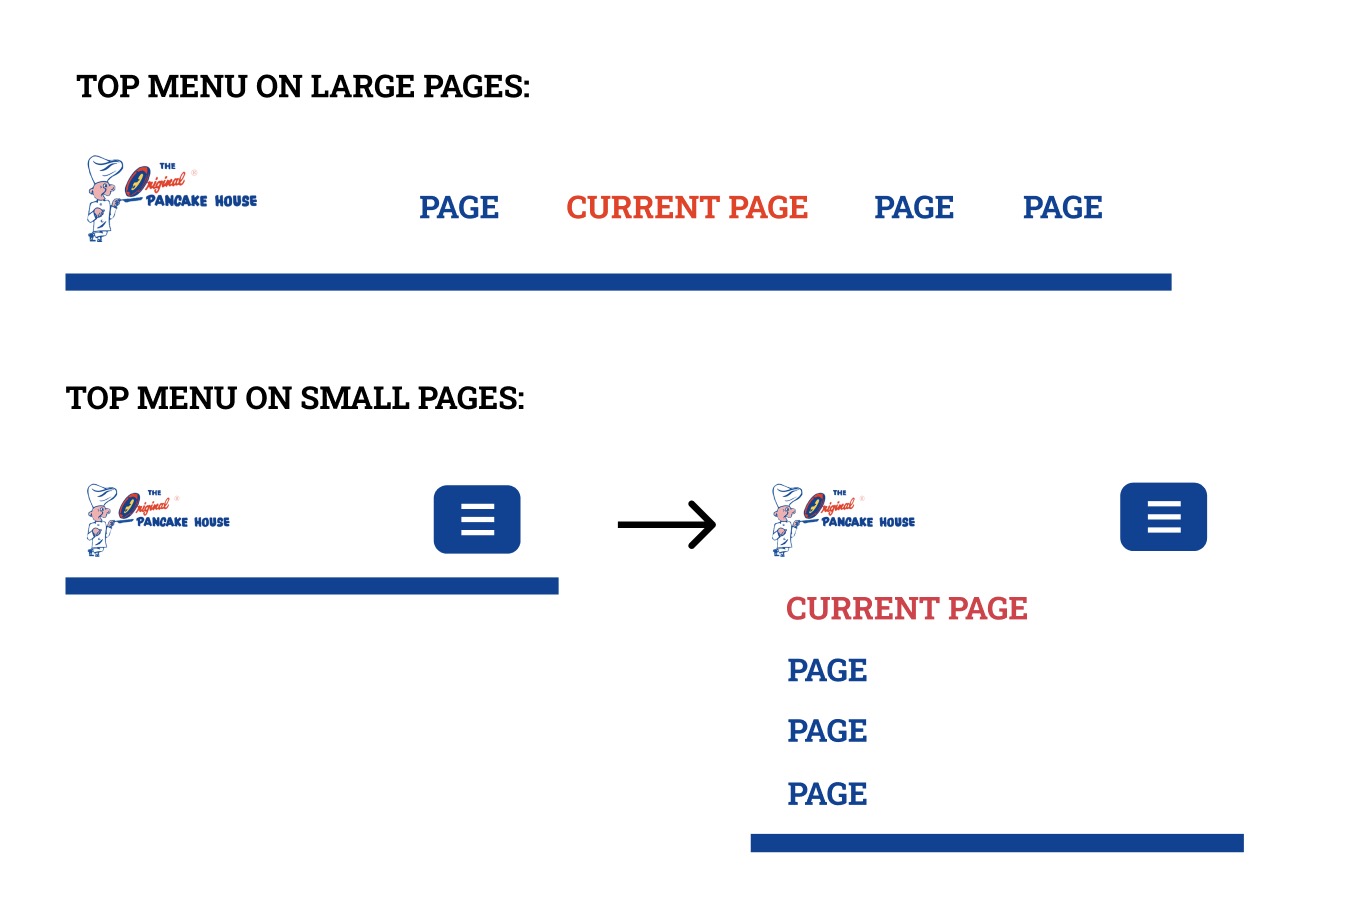 TOP MENU ON LARGE PAGES:
THE
Original ®
PANCAKE HOUSE
PAGE CURRENT PAGE PAGE PAGE
TOP MENU ON SMALL PAGES:
THE
Original ®
PANCAKE HOUSE
THE
Original ®
PANCAKE HOUSE
CURRENT PAGE
PAGE
PAGE
PAGE